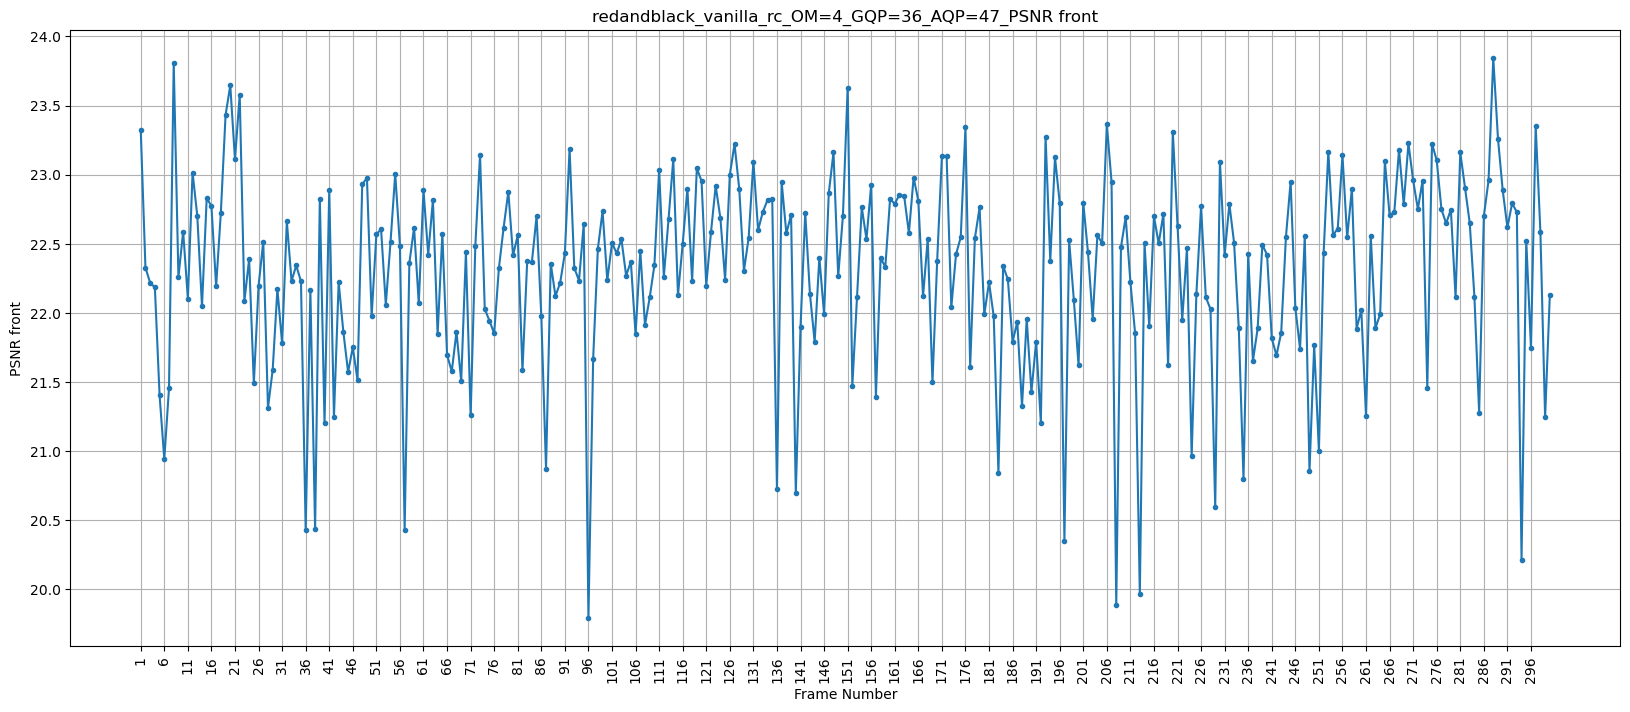 redandblack_vanilla_rc_OM=4_GQP=36_AQP=47_PSNR front
24.0
23.5
23.0
22.5
22.0
21.5
21.0
20.5
20.0
PSNR front
1 6 11 16 21 26 31 36 41 46 51 56 61 66 71 76 81 86 91 96 101 106 111 116 121 126 131 136 141 146 151 156 161 166 171 176 181 186 191 196 201 206 211 216 221 226 231 236 241 246 251 256 261 266 271 276 281 286 291 296
Frame Number